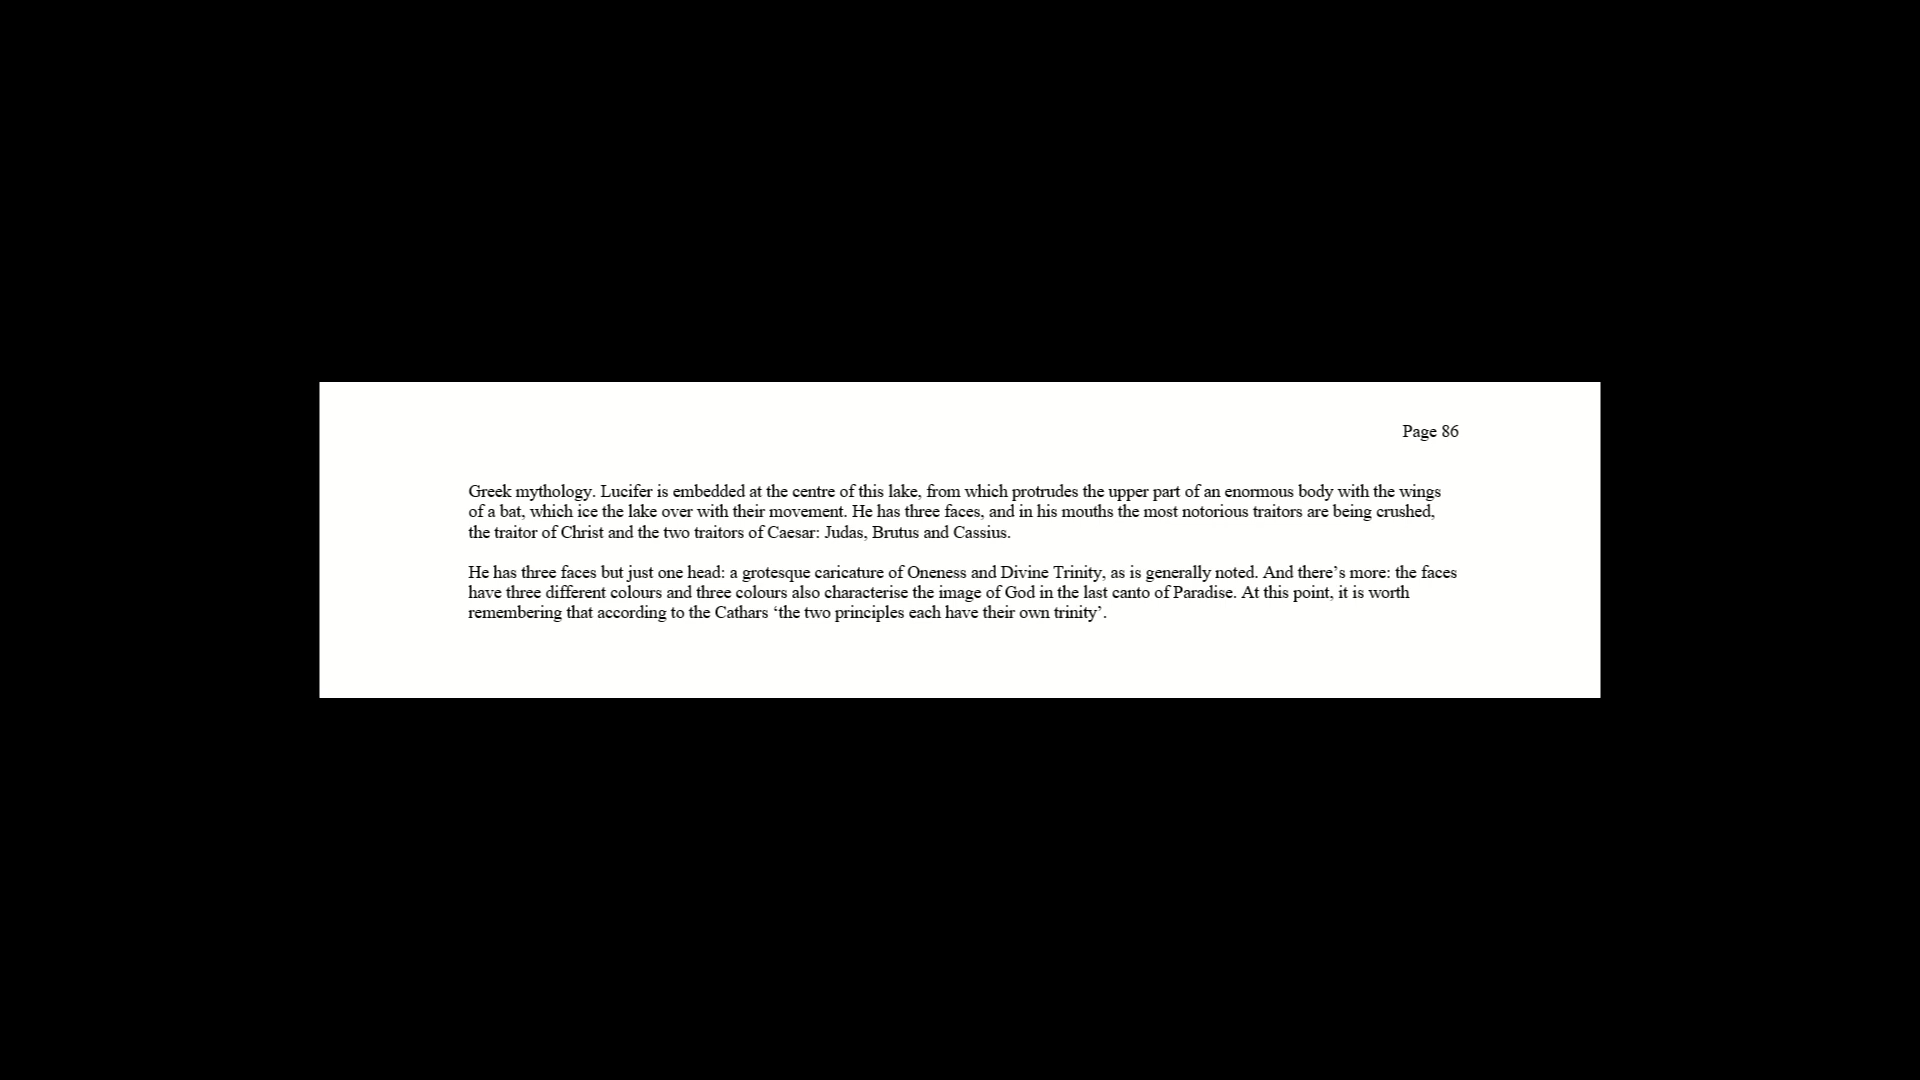 Page 86
Greek mythology. Lucifer is embedded at the centre of this lake, from which protrudes the upper part of an enormous body with the wings
of a bat, which ice the lake over with their movement. He has three faces, and in his mouths the most notorious traitors are being crushed,
the traitor of Christ and the two traitors of Caesar: Judas, Brutus and Cassius.
He has three faces but just one head: a grotesque caricature of Oneness and Divine Trinity, as is generally noted. And there’s more: the faces
have three different colours and three colours also characterise the image of God in the last canto of Paradise. At this point, it is worth
remembering that according to the Cathars ‘the two principles each have their own trinity’.